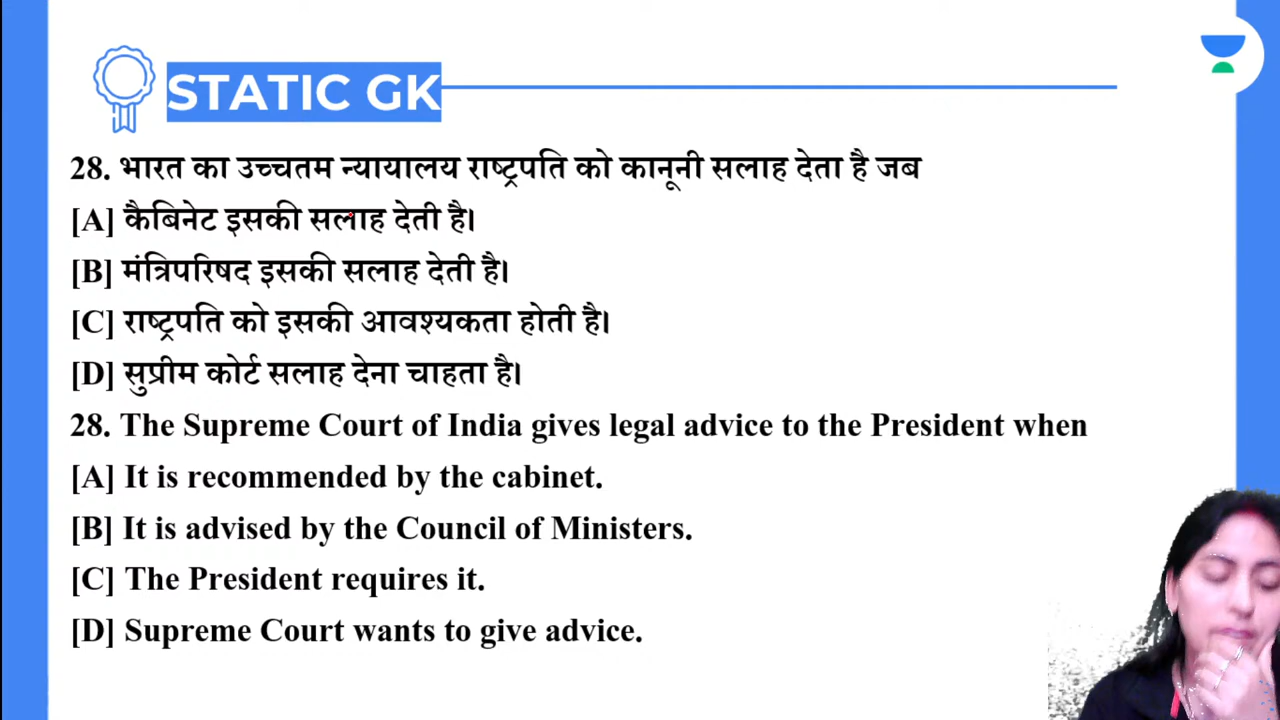 STATIC GK
28. भारत का उच्चतम न्यायालय राष्ट्रपति को कानूनी सलाह देता है जब
[A] कैबिनेट इसकी सलाह देती है।
[B] मंत्रिपरिषद इसकी सलाह देती है।
[C] राष्ट्रपति को इसकी आवश्यकता होती है।
[D] सुप्रीम कोर्ट सलाह देना चाहता है।
28. The Supreme Court of India gives legal advice to the President when
[A] It is recommended by the cabinet.
[B] It is advised by the Council of Ministers.
[C] The President requires it.
[D] Supreme Court wants to give advice.